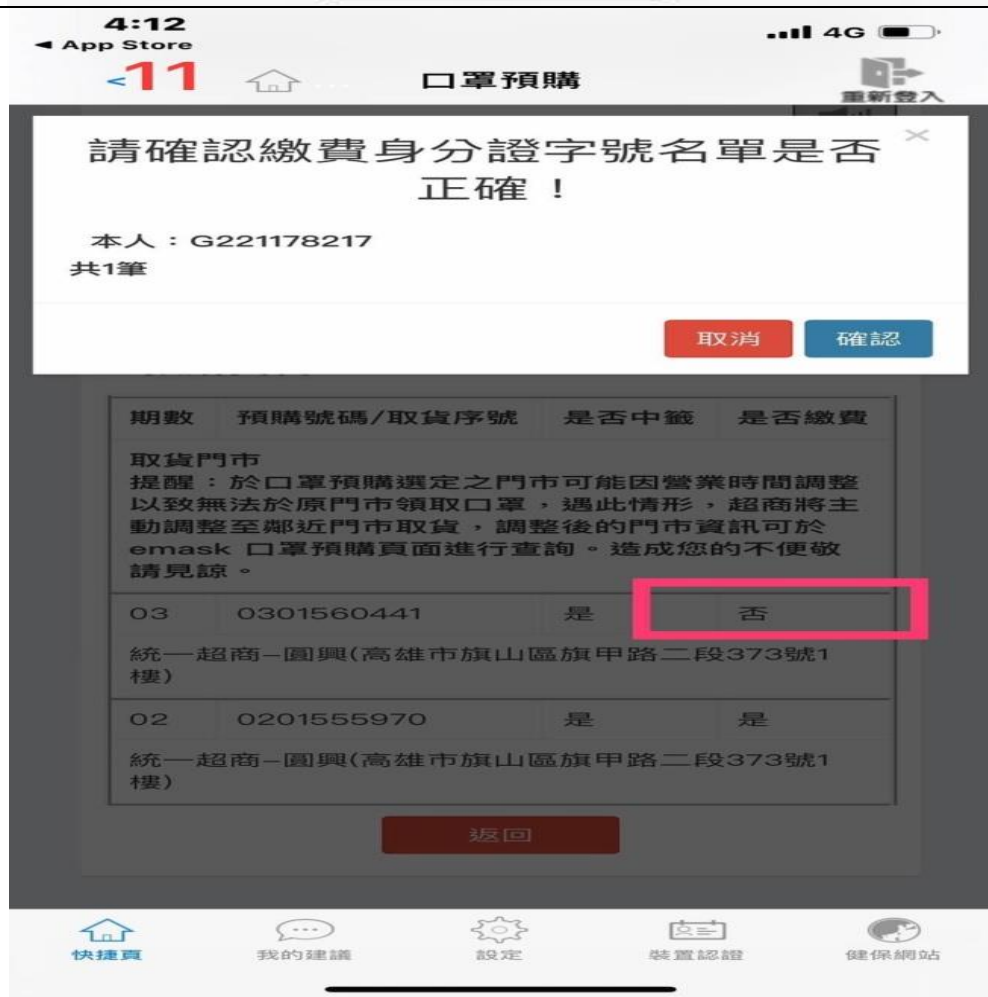 4:12
4G
◀ App Store
<11
口罩預購
重新登入
請確認繳費身分證字號名單是否
正確！
本人：G221178217
共1筆
取消
確認
期數 預購號碼/取貨序號 是否中籤 是否繳費
取貨門市
提醒：於口罩預購選定之門市可能因營業時間調整
以致無法於原門市領取口罩，遇此情形，超商將主
動調整至鄰近門市取貨，調整後的門市資訊可於
emask 口罩預購頁面進行查詢。造成您的不便敬
請見諒。
03 0301560441 是 否
統一超商–圓興(高雄市旗山區旗甲路二段373號1
樓)
02 0201555970 是 是
統一超商–圓興(高雄市旗山區旗甲路二段373號1
樓)
返回
快捷頁
我的建議
設定
裝置認證
健保網站